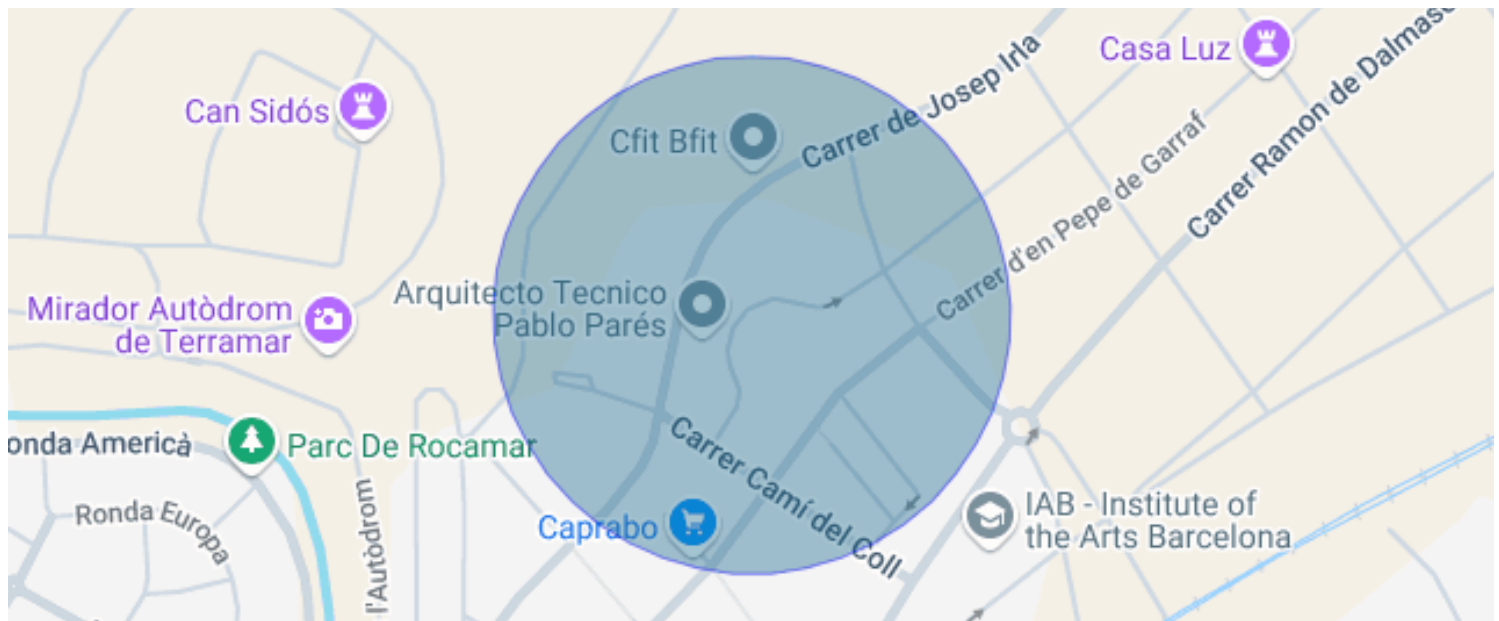 Casa Luz
Carrer de Josep Irla
Carrer Ramon de Dalmase
Can Sidós
Cfit Bfit
Carrer d'en Pepe de Garraf
Arquitecto Tecnico
Pablo Parés
Mirador Autòdrom
de Terramar
onda Americà
Parc De Rocamar
Carrer Camí del Coll
Ronda Europa
l'Autòdrom
Caprabo
IAB - Institute of
the Arts Barcelona